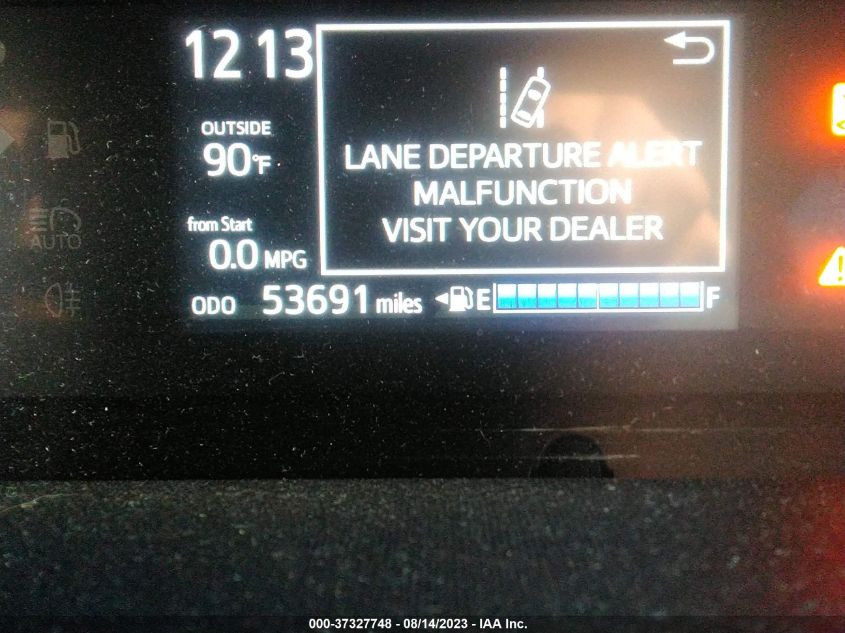 12 13
OUTSIDE
90°F
from Start
0.0 MPG
ODO 53691 miles
E F
LANE DEPARTURE ALERT
MALFUNCTION
VISIT YOUR DEALER
AUTO
000-37327748 - 08/14/2023 - IAA Inc.